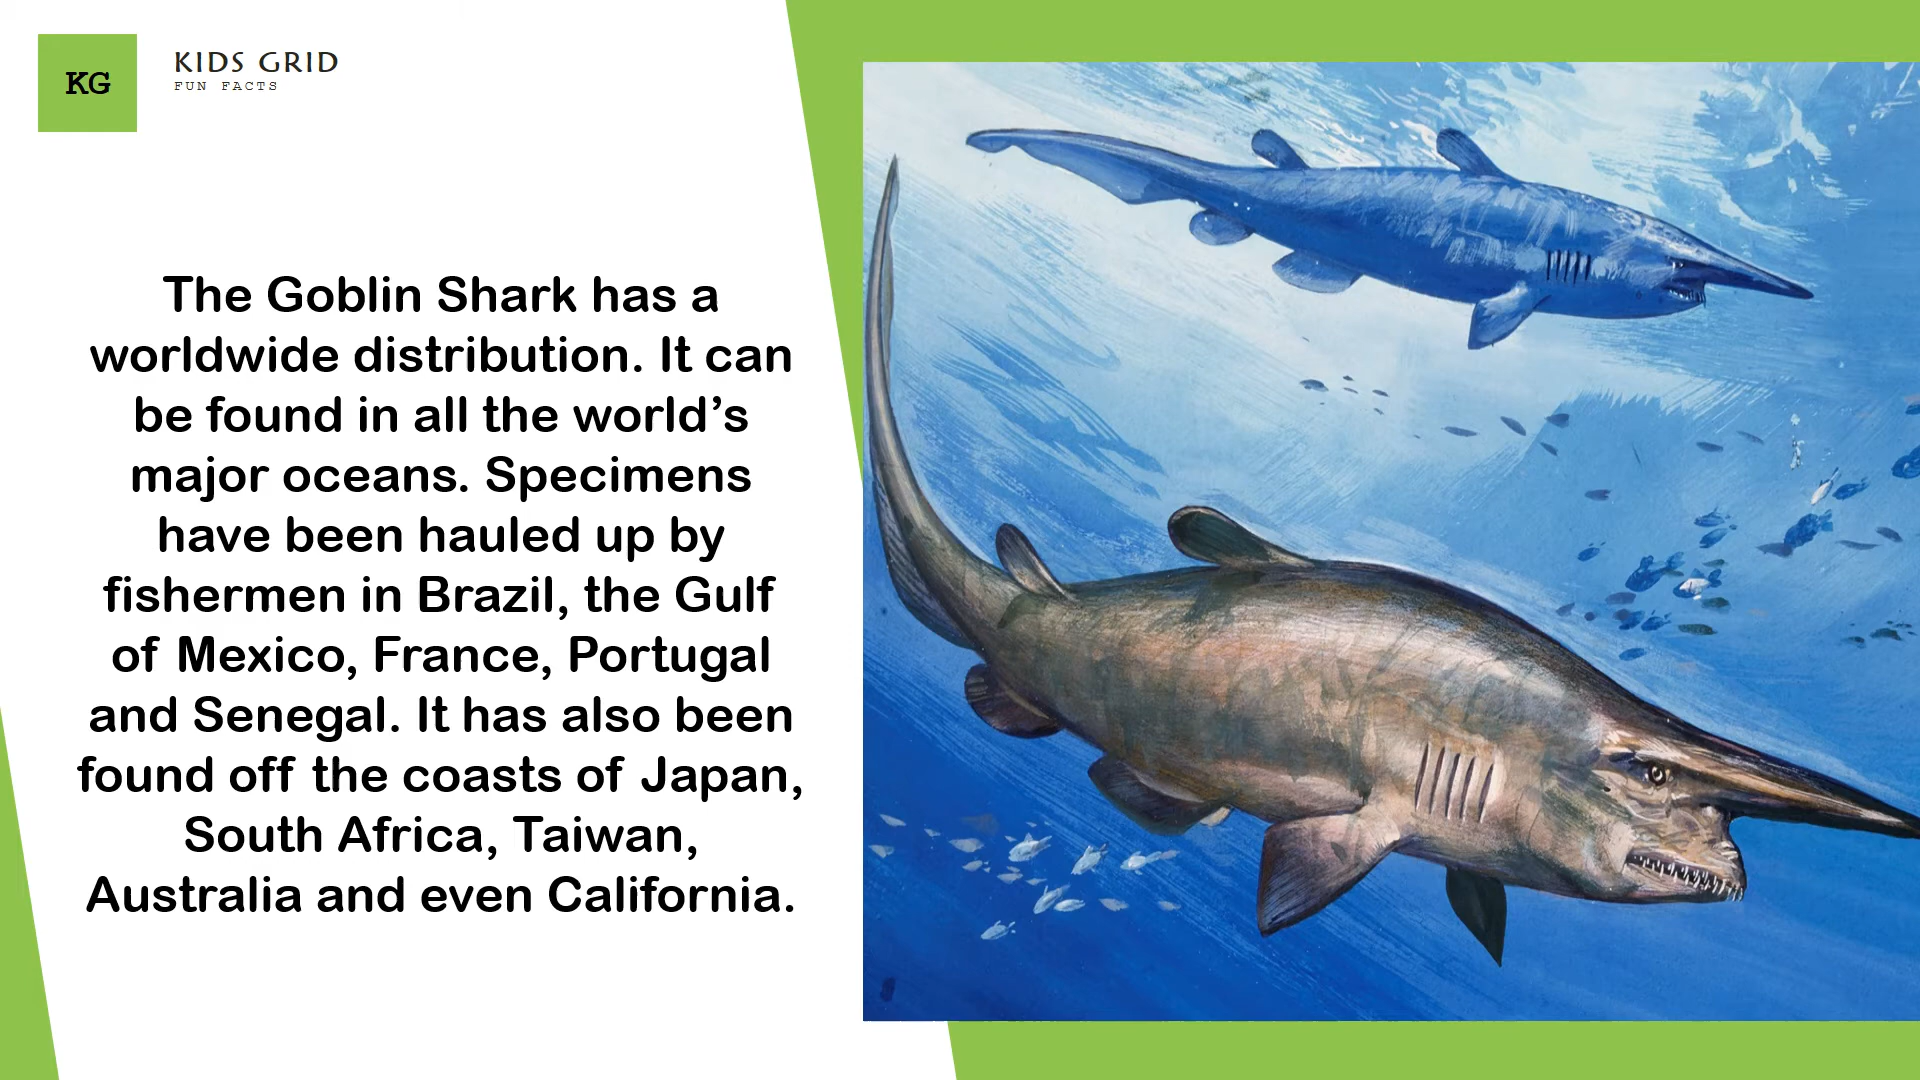 KG
KIDS GRID
FUN FACTS
The Goblin Shark has a
worldwide distribution. It can
be found in all the world’s
major oceans. Specimens
have been hauled up by
fishermen in Brazil, the Gulf
of Mexico, France, Portugal
and Senegal. It has also been
found off the coasts of Japan,
South Africa, Taiwan,
Australia and even California.